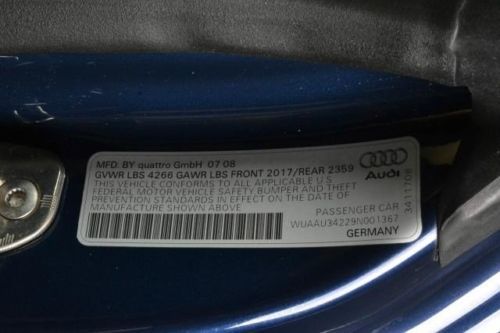 MFD. BY quattro GmbH 07 08
GVWR LBS 4266 GAWR LBS FRONT 2017/REAR 2359
THIS VEHICLE CONFORMS TO ALL APPLICABLE U.S.
FEDERAL MOTOR VEHICLE SAFETY BUMPER AND THEFT
PREVENTION STANDARDS IN EFFECT ON THE DATE OF
MANUFACTURE SHOWN ABOVE
Audi
PASSENGER CAR
WUAAU34229N001367
GERMANY
34/11708